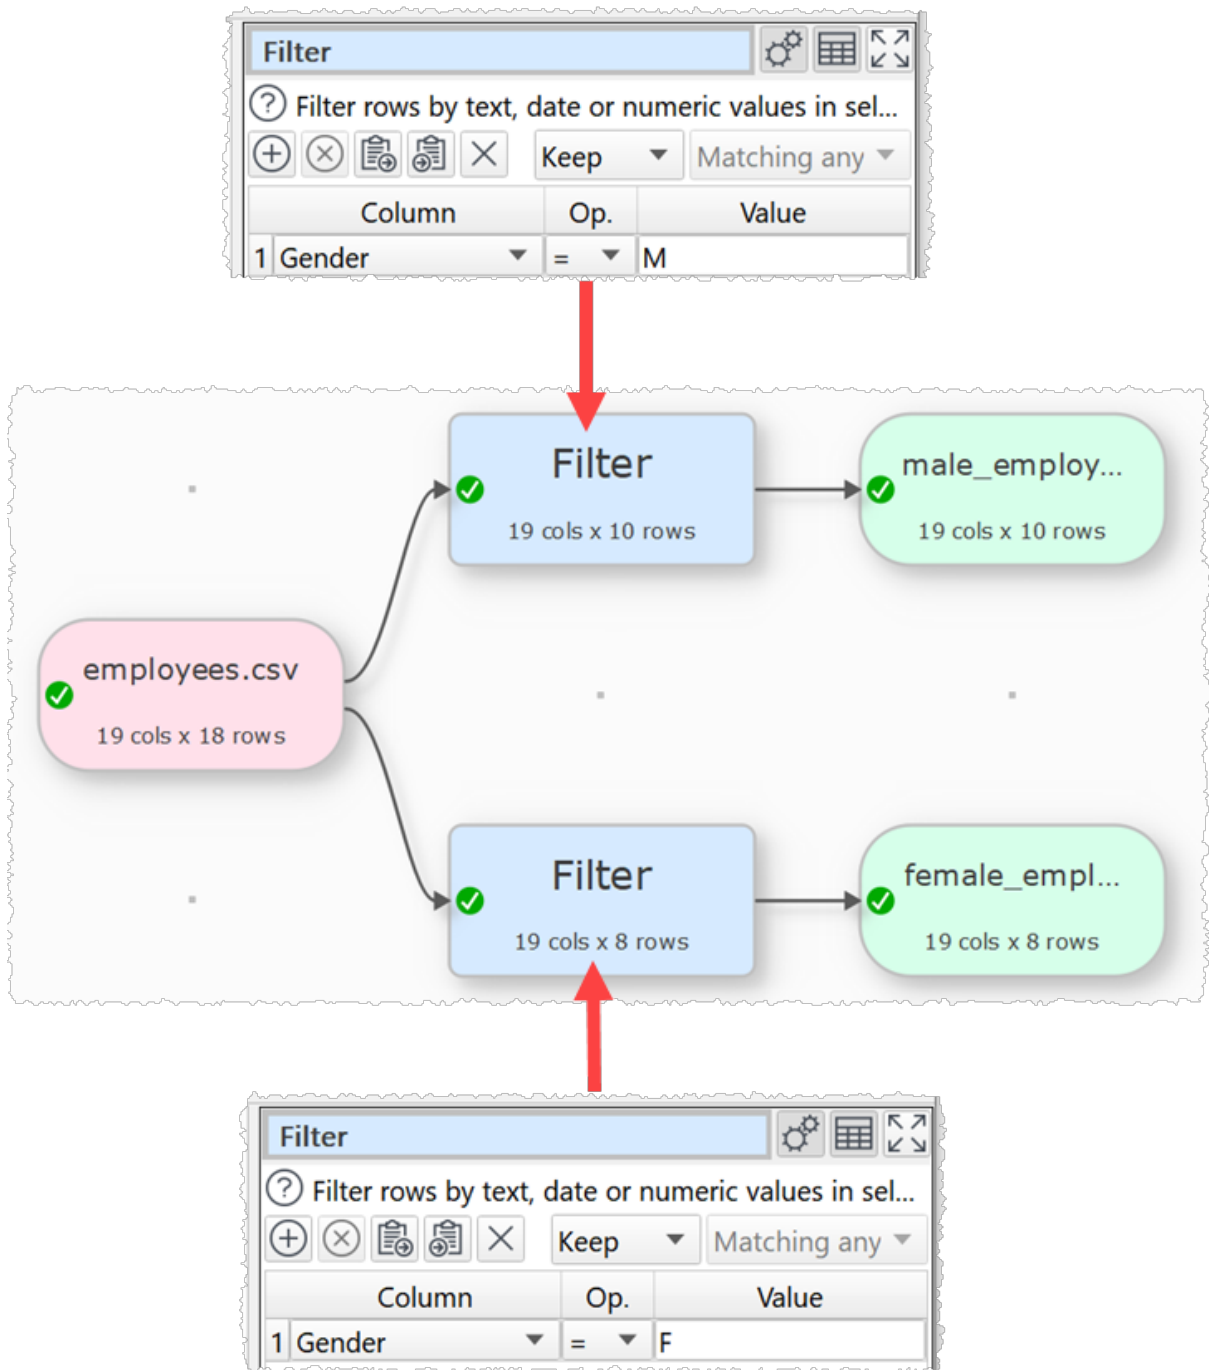 Filter
? Filter rows by text, date or numeric values in sel...
Keep Matching any
Column Op. Value
1 Gender = M
Filter
19 cols x 10 rows
male_employ...
19 cols x 10 rows
employees.csv
19 cols x 18 rows
Filter
19 cols x 8 rows
female_empl...
19 cols x 8 rows
Filter
? Filter rows by text, date or numeric values in sel...
Keep Matching any
Column Op. Value
1 Gender = F